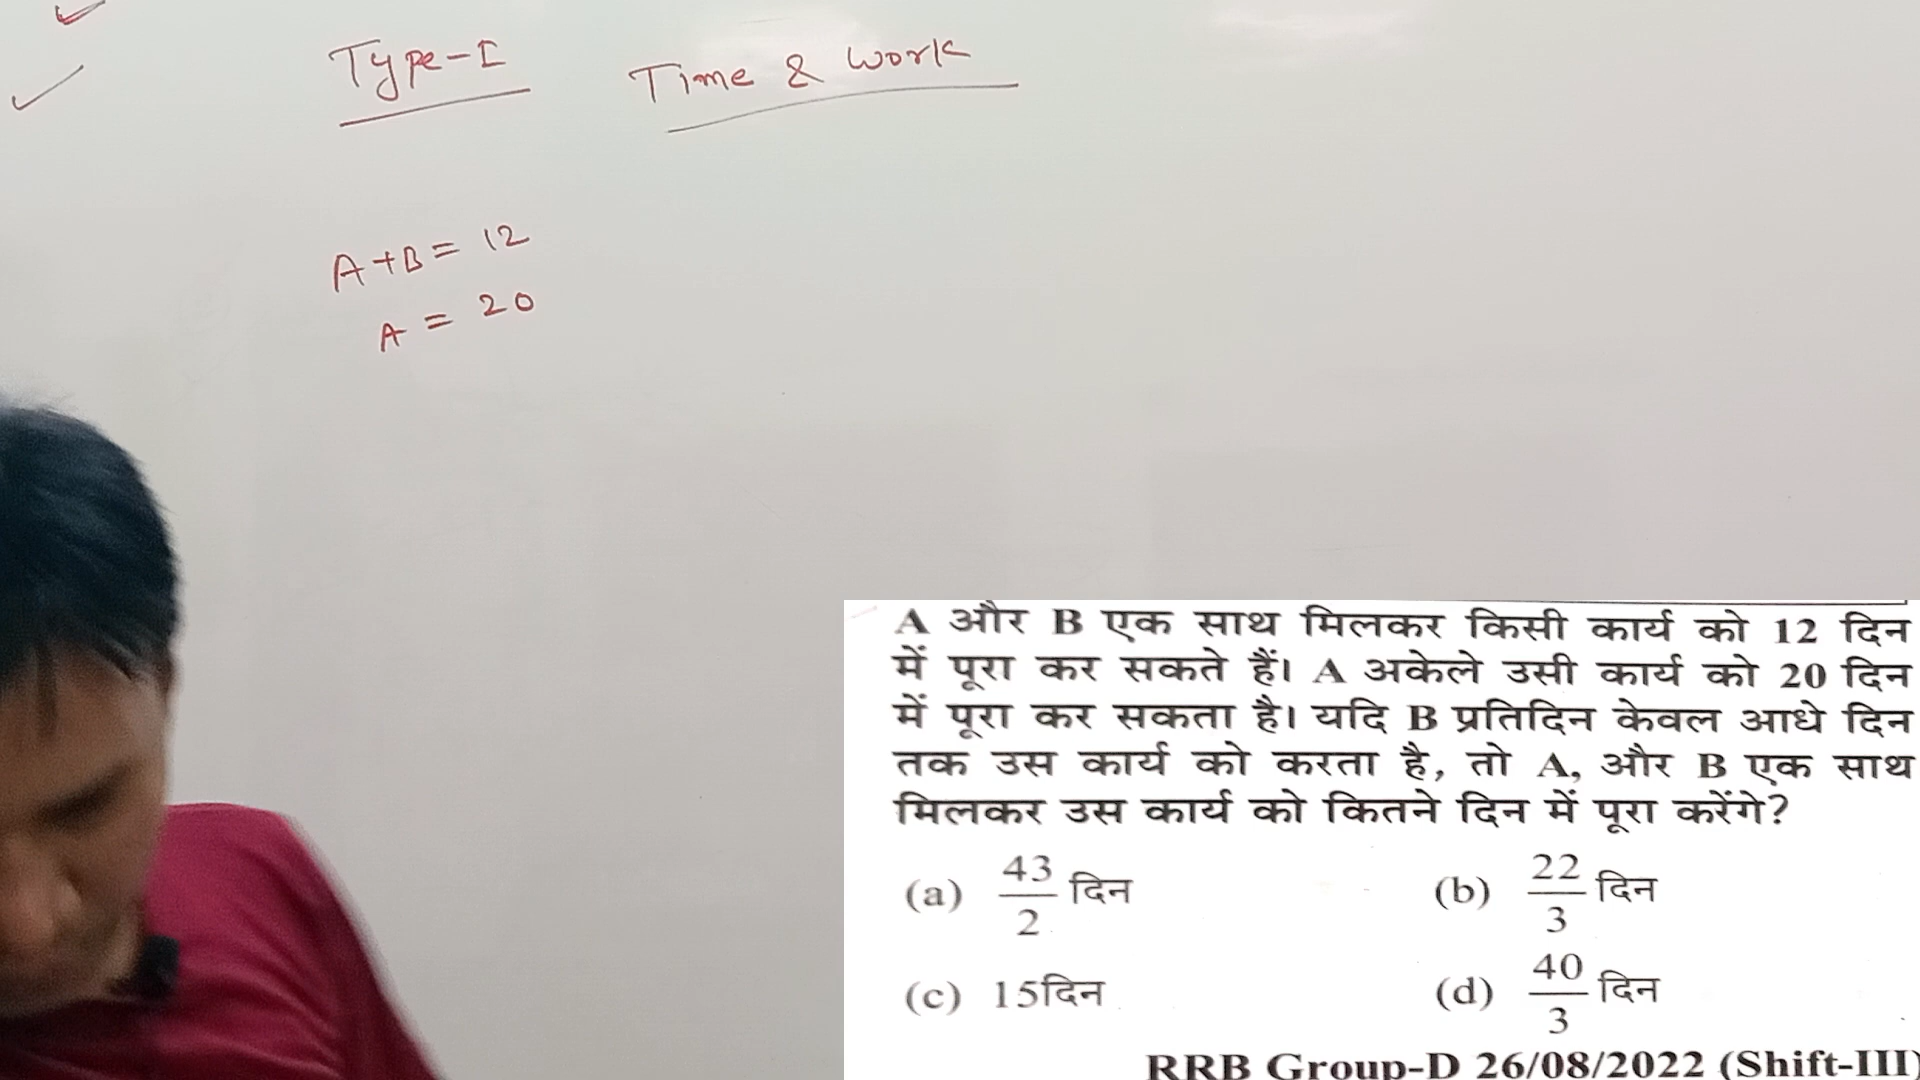 Type-I Time & Work
A+B = 12
A = 20
A और B एक साथ मिलकर किसी कार्य को 12 दिन
में पूरा कर सकते हैं। A अकेले उसी कार्य को 20 दिन
में पूरा कर सकता है। यदि B प्रतिदिन केवल आधे दिन
तक उस कार्य को करता है, तो A, और B एक साथ
मिलकर उस कार्य को कितने दिन में पूरा करेंगे?
(a) 43/2 दिन (b) 22/3 दिन
(c) 15दिन (d) 40/3 दिन
RRB Group-D 26/08/2022 (Shift-III)